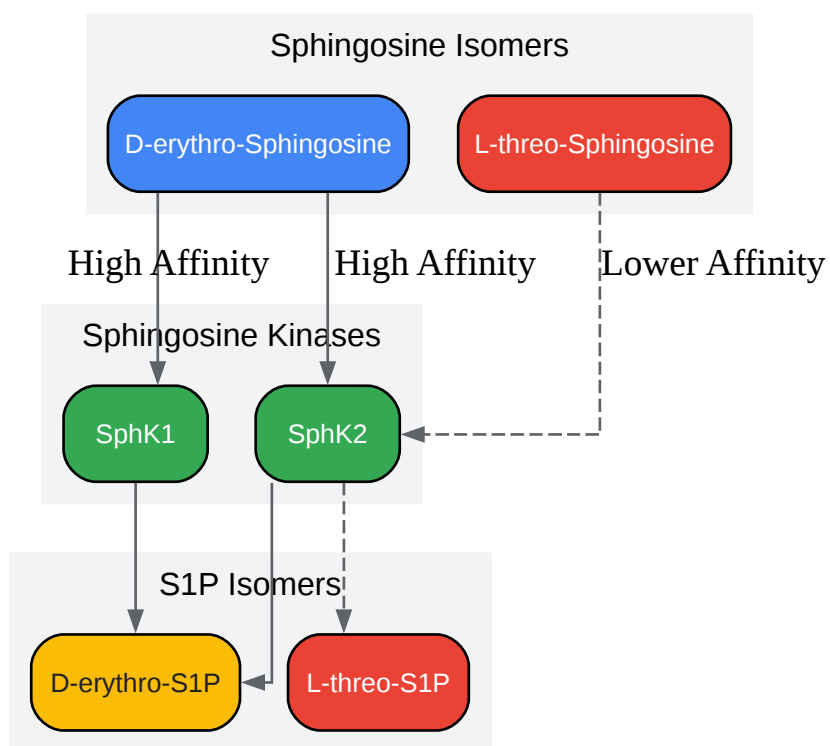 Sphingosine Isomers
D-erythro-Sphingosine
L-threo-Sphingosine
High Affinity
High Affinity
Lower Affinity
Sphingosine Kinases
SphK1
SphK2
S1P Isomers
D-erythro-S1P
L-threo-S1P